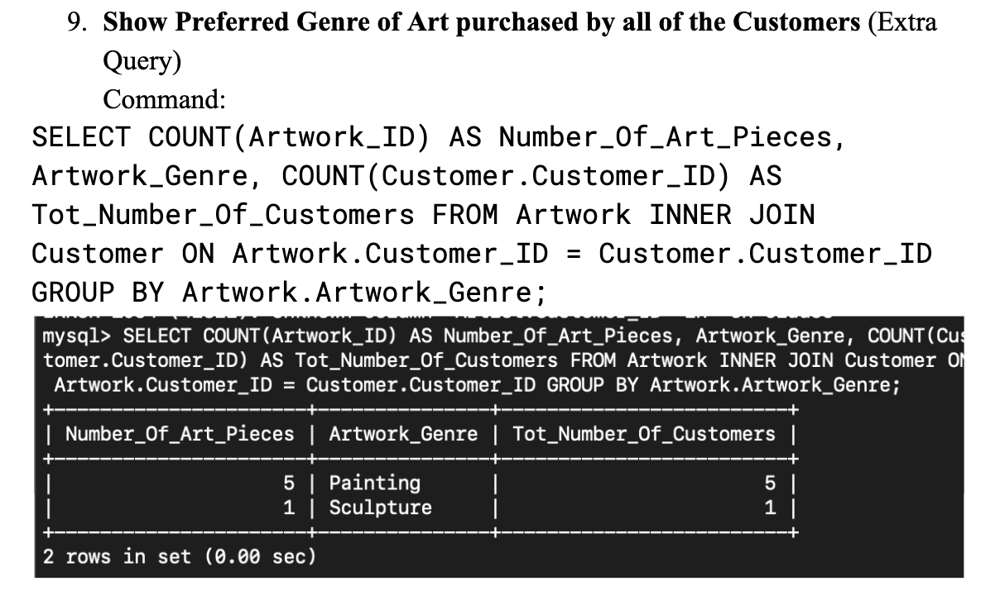 9. Show Preferred Genre of Art purchased by all of the Customers (Extra
Query)
Command:
SELECT COUNT(Artwork_ID) AS Number_Of_Art_Pieces,
Artwork_Genre, COUNT(Customer.Customer_ID) AS
Tot_Number_Of_Customers FROM Artwork INNER JOIN
Customer ON Artwork.Customer_ID = Customer.Customer_ID
GROUP BY Artwork.Artwork_Genre;
mysql> SELECT COUNT(Artwork_ID) AS Number_Of_Art_Pieces, Artwork_Genre, COUNT(Cus
tomer.Customer_ID) AS Tot_Number_Of_Customers FROM Artwork INNER JOIN Customer ON
Artwork.Customer_ID = Customer.Customer_ID GROUP BY Artwork.Artwork_Genre;
+----------------------+---------------+-------------------------+
| Number_Of_Art_Pieces | Artwork_Genre | Tot_Number_Of_Customers |
+----------------------+---------------+-------------------------+
| 5 | Painting | 5 |
| 1 | Sculpture | 1 |
+----------------------+---------------+-------------------------+
2 rows in set (0.00 sec)